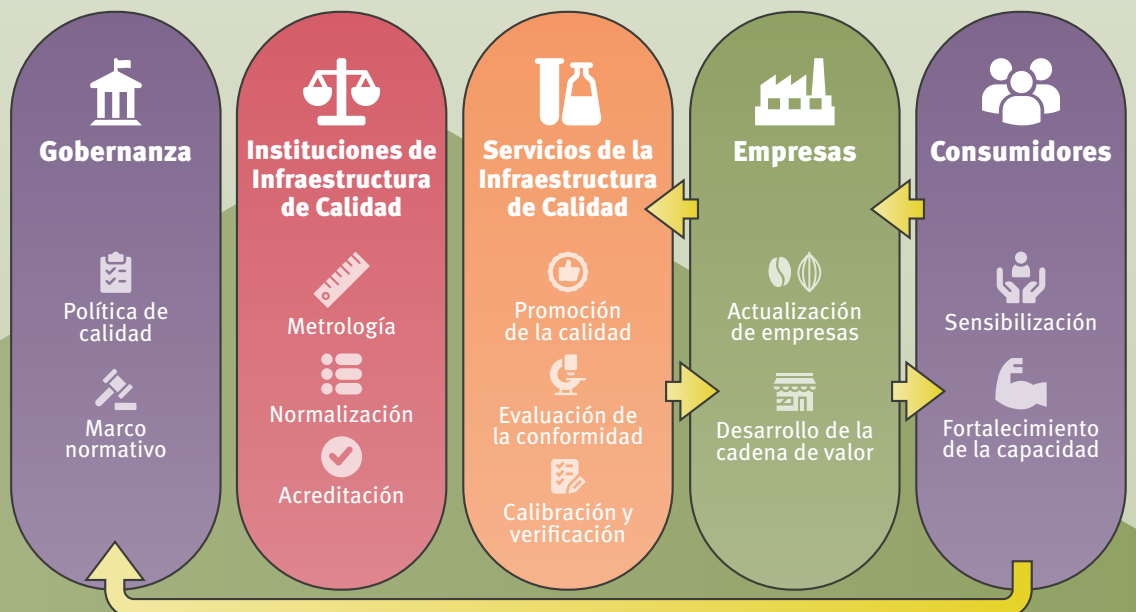 Gobernanza
Política de
calidad
Marco
normativo
Instituciones de
Infraestructura
de Calidad
Metrología
Normalización
Acreditación
Servicios de la
Infraestructura
de Calidad
Promoción
de la calidad
Evaluación de
la conformidad
Calibración y
verificación
Empresas
Actualización
de empresas
Desarrollo de la
cadena de valor
Consumidores
Sensibilización
Fortalecimiento
de la capacidad